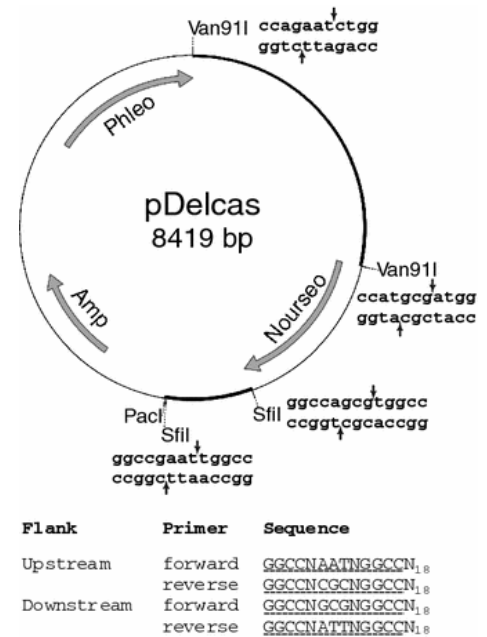 Van91I
ccagaatctgg
ggtcttagacc
Phleo
pDelcas
8419 bp
Van91I
ccatgcgatgg
ggtacgctacc
Nourseo
Amp
SfiI
ggccagcgtggcc
ccggtcgcaccgg
PacI
SfiI
ggccgaattggcc
ccggcttaaccgg
Flank Primer Sequence
Upstream forward GGCCNAATNGGCCN18
reverse GGCCNCGCNGGCCN18
Downstream forward GGCCNGCGNGGCCN18
reverse GGCCNATTNGGCCN18